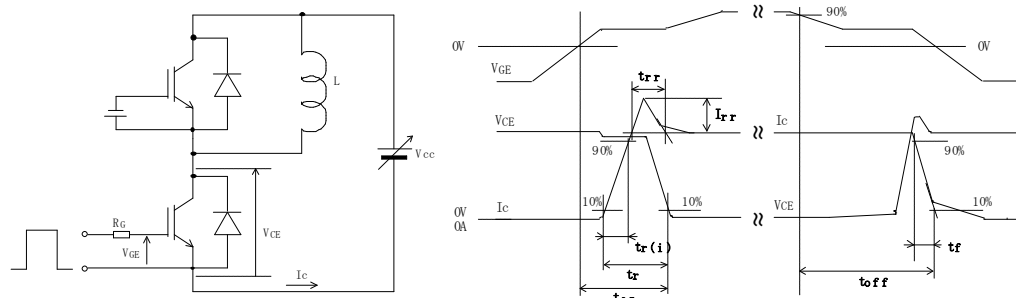 L
Vcc
RG
VGE
VCE
Ic
90%
0V
0V
VGE
trr
Irr
VCE
Ic
90%
90%
10%
10%
10%
0V
0A
Ic
VCE
tr(i)
tr
tf
toff